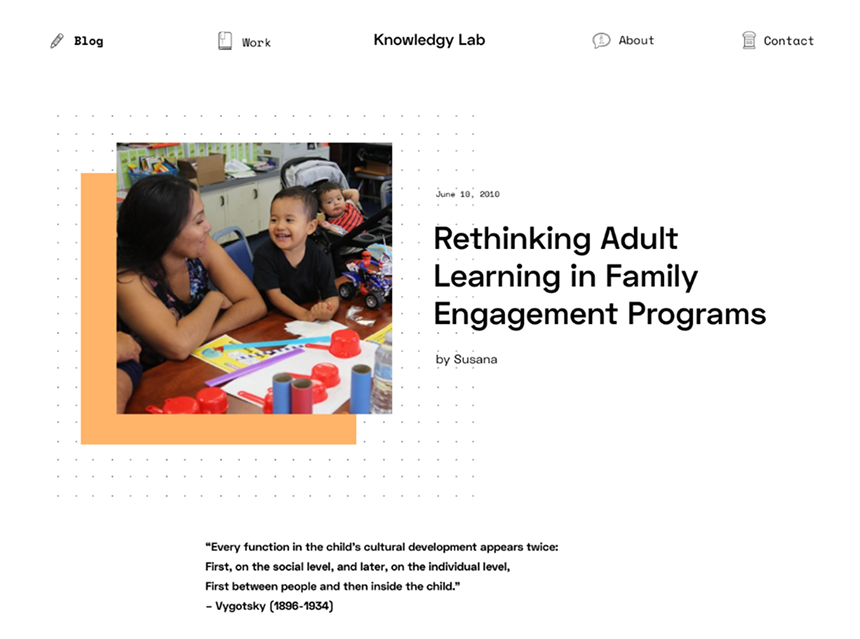 Blog
Work
Knowledgy Lab
About
Contact
June 10, 2010
Rethinking Adult
Learning in Family
Engagement Programs
by Susana
“Every function in the child’s cultural development appears twice:
First, on the social level, and later, on the individual level,
First between people and then inside the child.”
– Vygotsky (1896-1934)